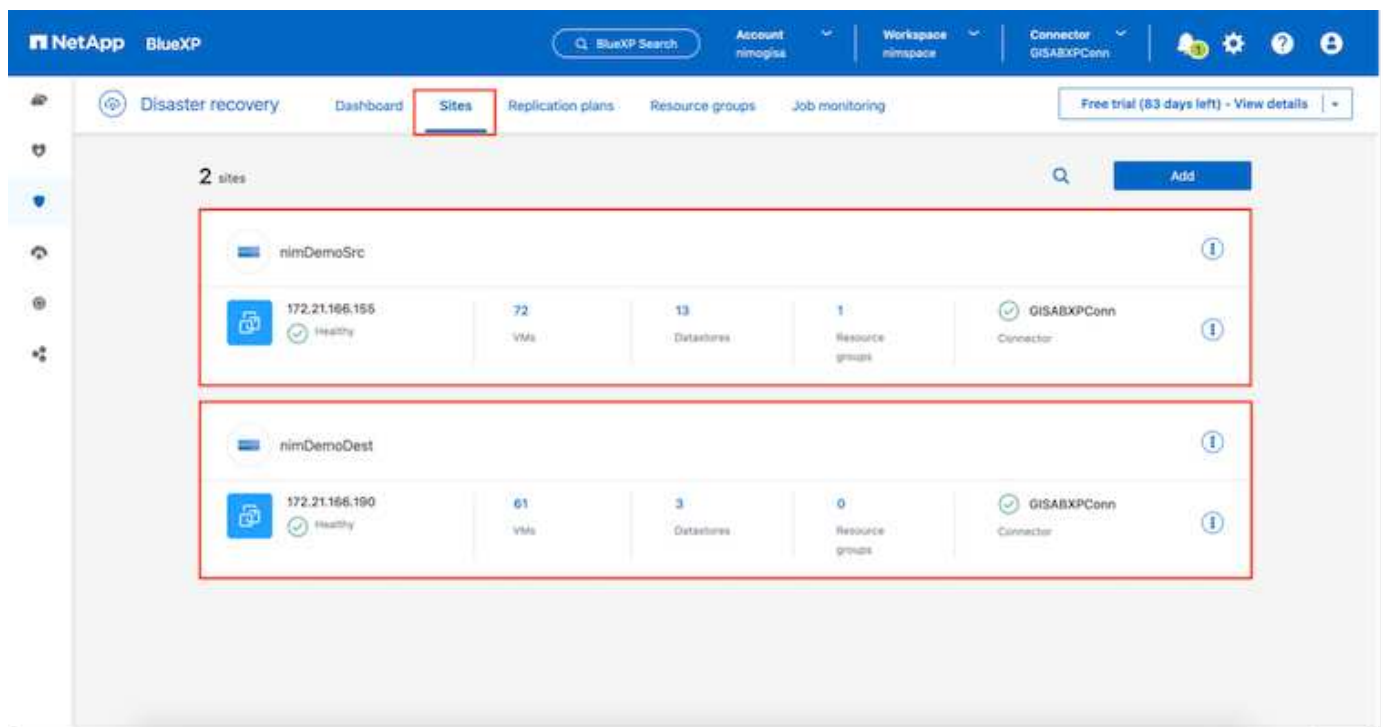 NetApp BlueXP
BlueXP Search
Account
nimogisa
Workspace
nimspace
Connector
GISABXPConn
1
Disaster recovery
Dashboard
Sites
Replication plans
Resource groups
Job monitoring
Free trial (83 days left) - View details
2 sites
Add
nimDemoSrc
172.21.166.155
Healthy
72
VMs
13
Datastores
1
Resource
groups
GISABXPConn
Connector
nimDemoDest
172.21.166.190
Healthy
61
VMs
3
Datastores
0
Resource
groups
GISABXPConn
Connector